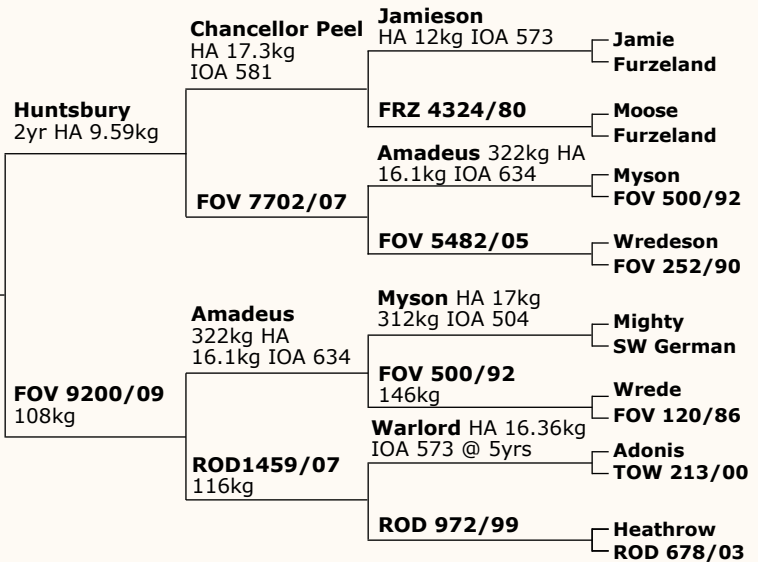 Huntsbury
2yr HA 9.59kg
FOV 9200/09
108kg
Chancellor Peel
HA 17.3kg
IOA 581
FOV 7702/07
Amadeus
322kg HA
16.1kg IOA 634
ROD1459/07
116kg
Jamieson
HA 12kg IOA 573
FRZ 4324/80
Amadeus 322kg HA
16.1kg IOA 634
FOV 5482/05
Myson HA 17kg
312kg IOA 504
FOV 500/92
146kg
Warlord HA 16.36kg
IOA 573 @ 5yrs
ROD 972/99
Jamie
Furzeland
Moose
Furzeland
Myson
FOV 500/92
Wredeson
FOV 252/90
Mighty
SW German
Wrede
FOV 120/86
Adonis
TOW 213/00
Heathrow
ROD 678/03